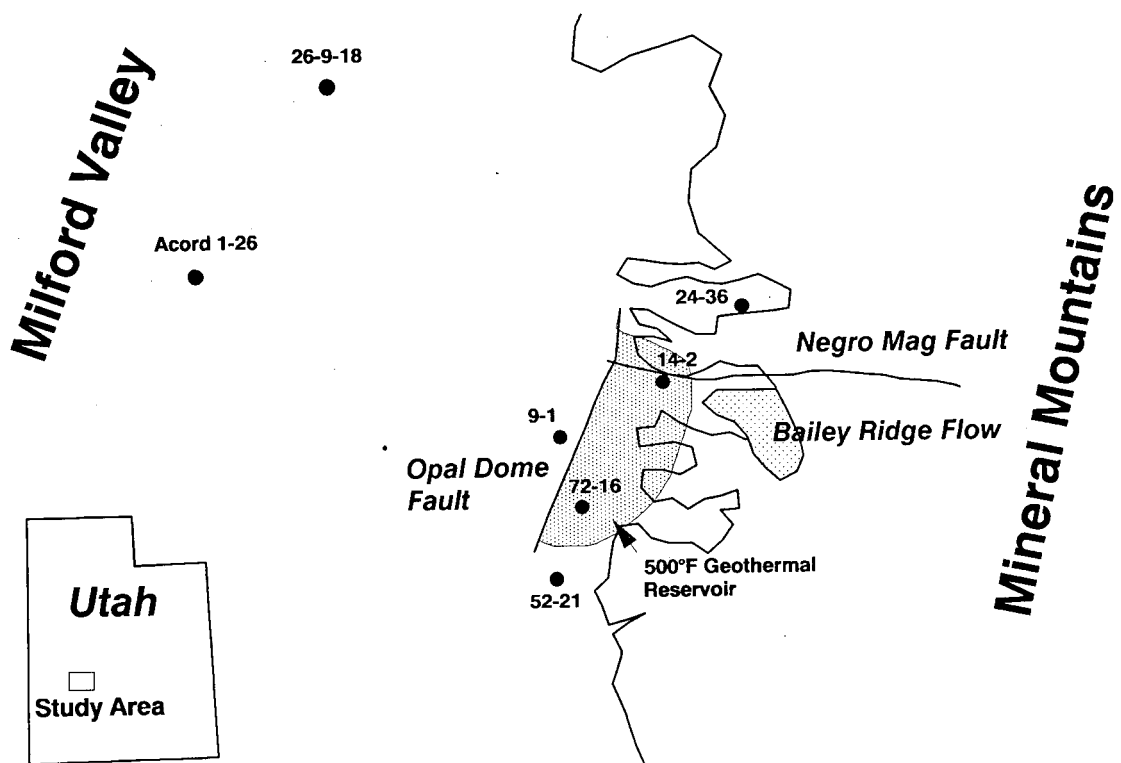 26-9-18
Milford Valley
Acord 1-26
24-36
Negro Mag Fault
14-2
Mineral Mountains
9-1
Bailey Ridge Flow
Opal Dome
Fault
72-16
500°F Geothermal
Reservoir
52-21
Utah
Study Area